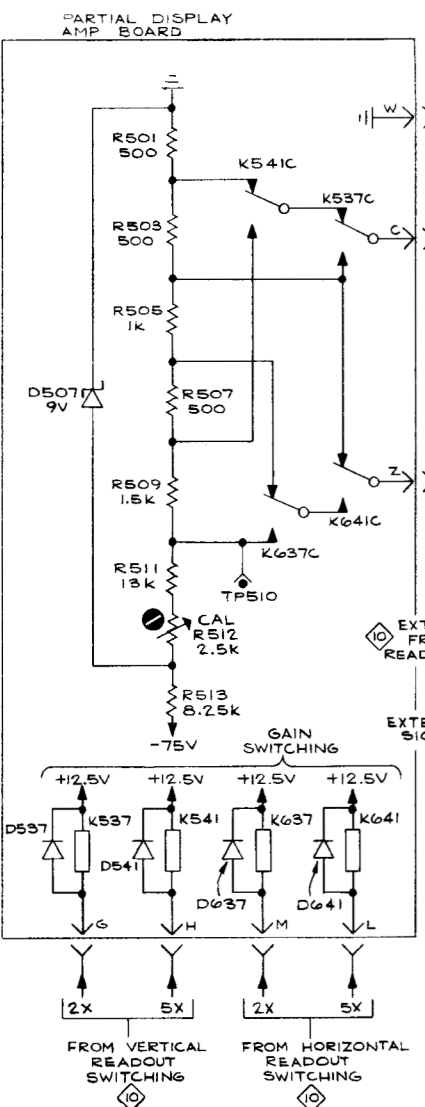 PARTIAL DISPLAY
AMP BOARD
R501
500
K541C
W
K537C
C
R503
500
R505
1K
D507
9V
R507
500
R509
1.5K
Z
K641C
K637C
R511
13K
TP510
CAL
R512
2.5K
10
EXT
FR
READ
R513
8.25K
-75V
EXTE
SIG
GAIN
SWITCHING
+12.5V
+12.5V
+12.5V
+12.5V
D537
K537
K541
K637
K641
D541
D637
D641
G
H
M
L
2X
5X
2X
5X
FROM VERTICAL
READOUT
SWITCHING
10
FROM HORIZONTAL
READOUT
SWITCHING
10